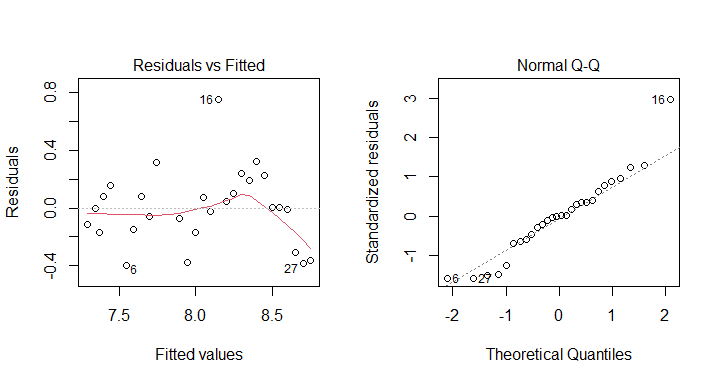 Residuals vs Fitted
Residuals
0.8
0.4
0.0
-0.4
16
6
27
7.5 8.0 8.5
Fitted values
Normal Q-Q
Standardized residuals
3
2
1
0
-1
16
6
27
-2 -1 0 1 2
Theoretical Quantiles